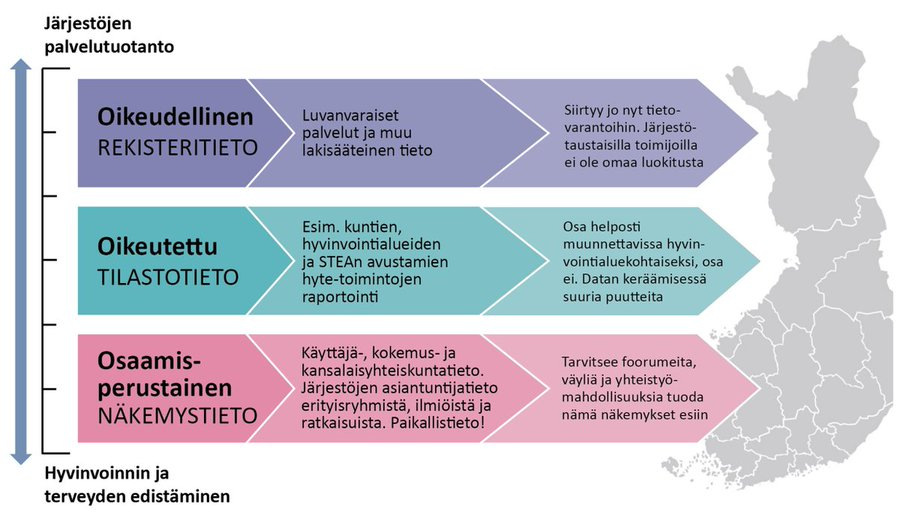 Järjestöjen
palvelutuotanto
Oikeudellinen
REKISTERITIETO
Luvanvaraiset
palvelut ja muu
lakisääteinen tieto
Siirtyy jo nyt tieto-
varantoihin. Järjestö-
taustaisilla toimijoilla
ei ole omaa luokitusta
Oikeutettu
TILASTOTIETO
Esim. kuntien,
hyvinvointialueiden
ja STEAn avustamien
hyte-toimintojen
raportointi
Osa helposti
muunnettavissa hyvin-
vointialuekohtaiseksi, osa
ei. Datan keräämisessä
suuria puutteita
Osaamis-
perustainen
NÄKEMYSTIETO
Käyttäjä-, kokemus- ja
kansalaisyhteiskuntatieto.
Järjestöjen asiantuntijatieto
erityisryhmistä, ilmiöistä ja
ratkaisuista. Paikallistieto!
Tarvitsee foorumeita,
väyliä ja yhteistyö-
mahdollisuuksia tuoda
nämä näkemykset esiin
Hyvinvoinnin ja
terveyden edistäminen